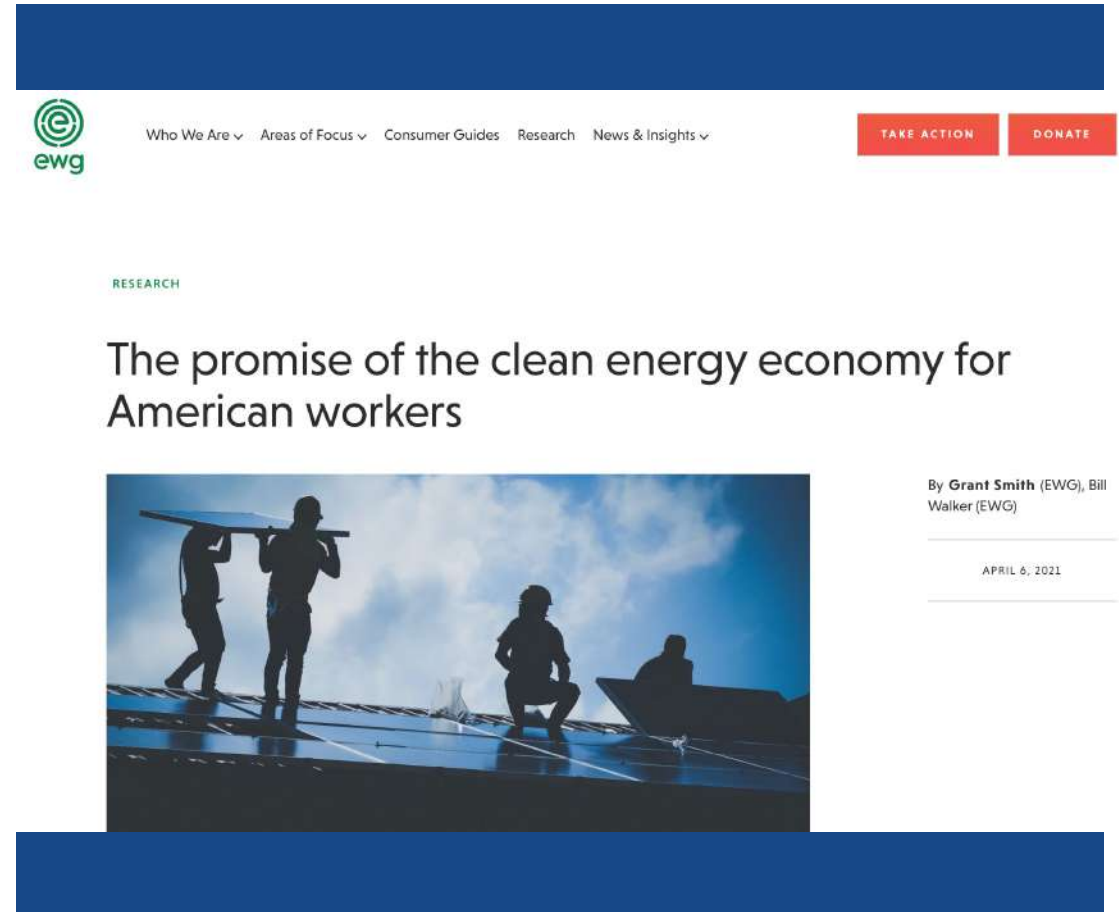 ewg
Who We Are Areas of Focus Consumer Guides Research News & Insights
TAKE ACTION DONATE
RESEARCH
The promise of the clean energy economy for
American workers
By Grant Smith (EWG), Bill
Walker (EWG)
APRIL 6, 2021